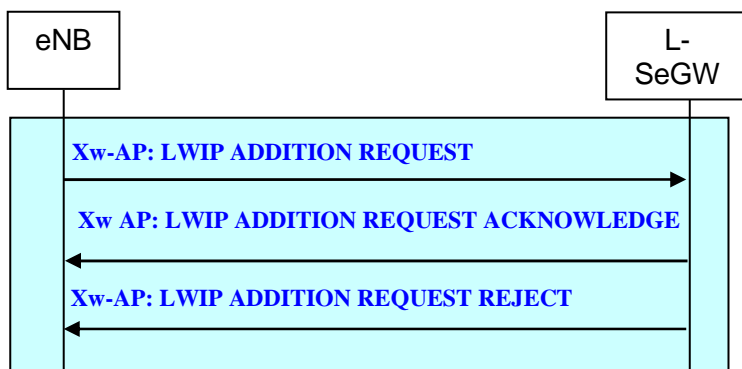 eNB
L-
SeGW
Xw-AP: LWIP ADDITION REQUEST
Xw AP: LWIP ADDITION REQUEST ACKNOWLEDGE
Xw-AP: LWIP ADDITION REQUEST REJECT